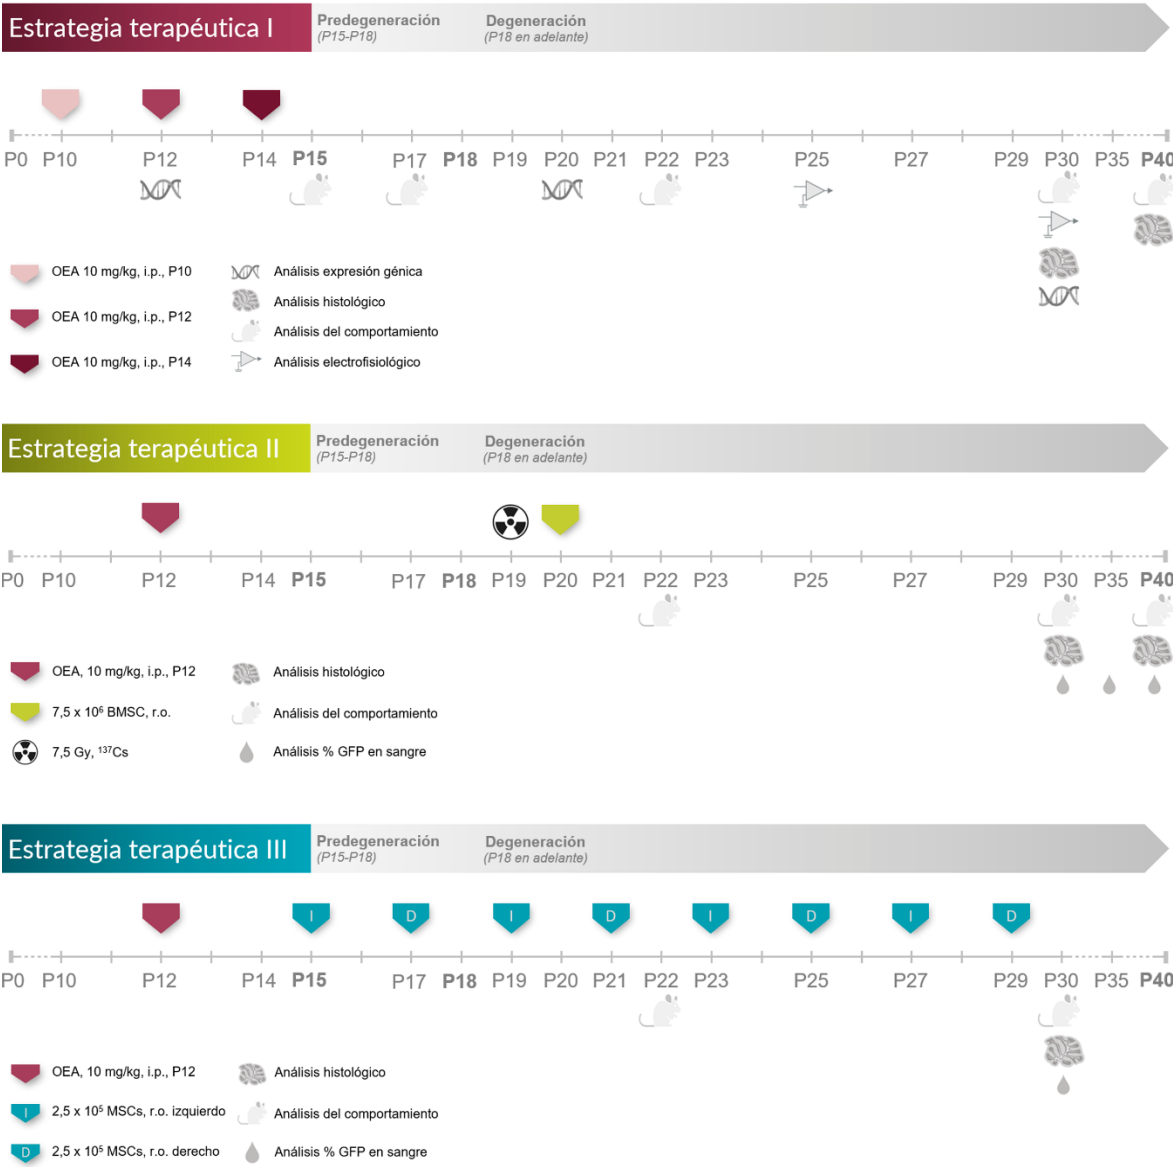 Estrategia terapéutica I
Predegeneración
(P15-P18)
Degeneración
(P18 en adelante)
P0 P10 P12 P14 P15 P17 P18 P19 P20 P21 P22 P23 P25 P27 P29 P30 P35 P40
OEA 10 mg/kg, i.p., P10
Análisis expresión génica
Análisis histológico
OEA 10 mg/kg, i.p., P12
Análisis del comportamiento
OEA 10 mg/kg, i.p., P14
Análisis electrofisiológico
Estrategia terapéutica II
Predegeneración
(P15-P18)
Degeneración
(P18 en adelante)
P0 P10 P12 P14 P15 P17 P18 P19 P20 P21 P22 P23 P25 P27 P29 P30 P35 P40
OEA, 10 mg/kg, i.p., P12
Análisis histológico
7,5 x 10⁶ BMSC, r.o.
Análisis del comportamiento
7,5 Gy, ¹³⁷Cs
Análisis % GFP en sangre
Estrategia terapéutica III
Predegeneración
(P15-P18)
Degeneración
(P18 en adelante)
I D I D I D I D
P0 P10 P12 P14 P15 P17 P18 P19 P20 P21 P22 P23 P25 P27 P29 P30 P35 P40
OEA, 10 mg/kg, i.p., P12
Análisis histológico
I 2,5 x 10⁵ MSCs, r.o. izquierdo
Análisis del comportamiento
D 2,5 x 10⁵ MSCs, r.o. derecho
Análisis % GFP en sangre